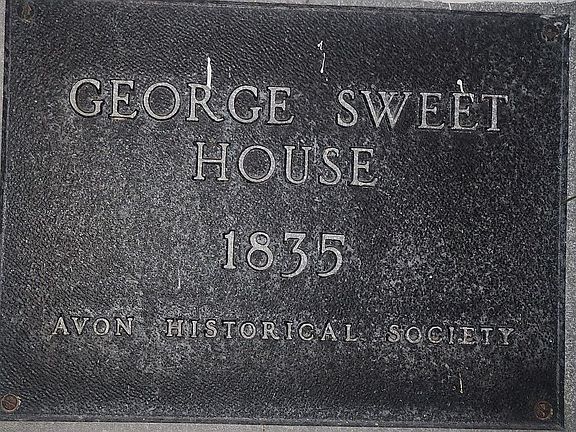 GEORGE SWEET
HOUSE
1835
AVON HISTORICAL SOCIETY